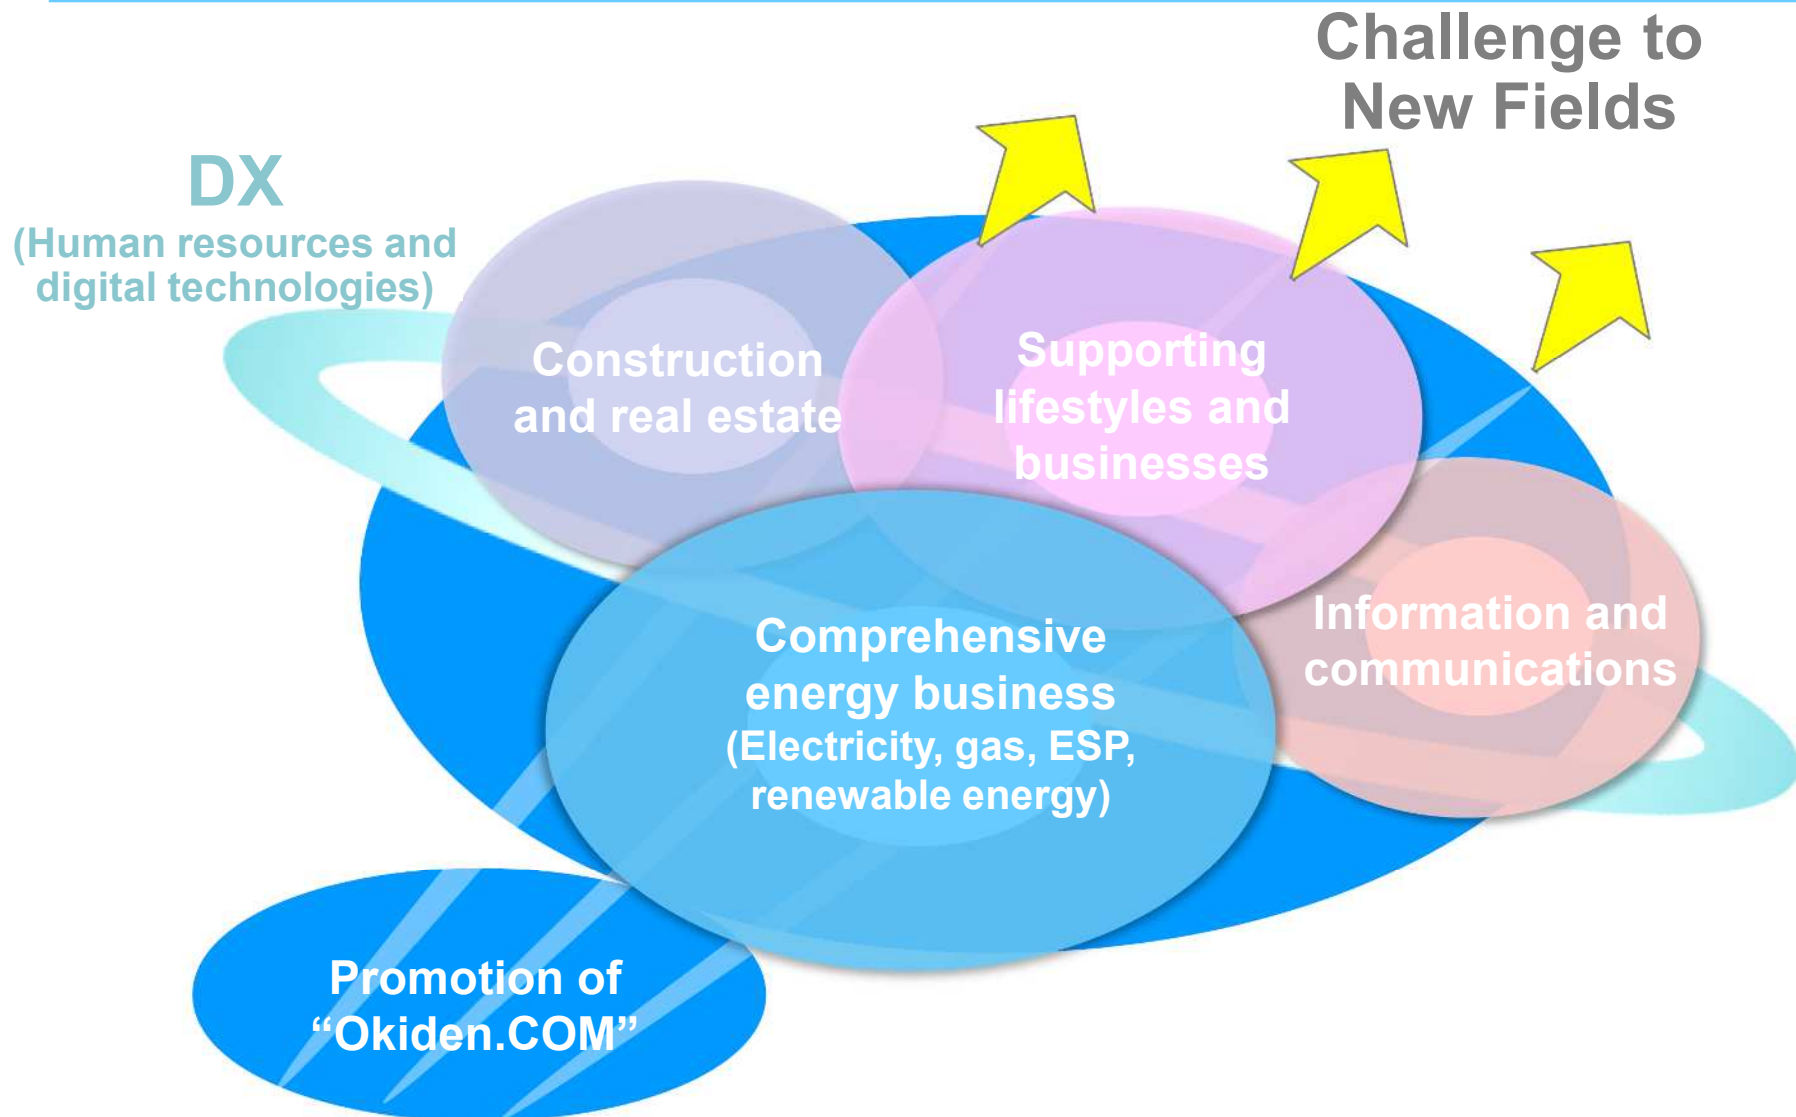 Challenge to
New Fields
DX
(Human resources and
digital technologies)
Construction
and real estate
Supporting
lifestyles and
businesses
Information and
communications
Comprehensive
energy business
(Electricity, gas, ESP,
renewable energy)
Promotion of
“Okiden.COM”